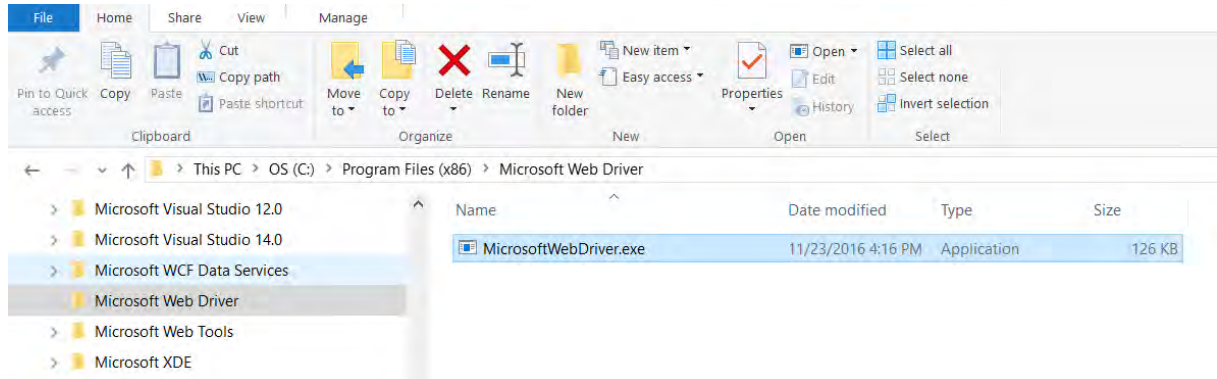 File Home Share View Manage
Pin to Quick access
Copy
Paste
Cut
Copy path
Paste shortcut
Clipboard
Move to
Copy to
Delete
Rename
Organize
New folder
New item
Easy access
New
Properties
Open
Edit
History
Open
Select all
Select none
Invert selection
Select
This PC > OS (C:) > Program Files (x86) > Microsoft Web Driver
Microsoft Visual Studio 12.0
Microsoft Visual Studio 14.0
Microsoft WCF Data Services
Microsoft Web Driver
Microsoft Web Tools
Microsoft XDE
Name Date modified Type Size
MicrosoftWebDriver.exe 11/23/2016 4:16 PM Application 126 KB